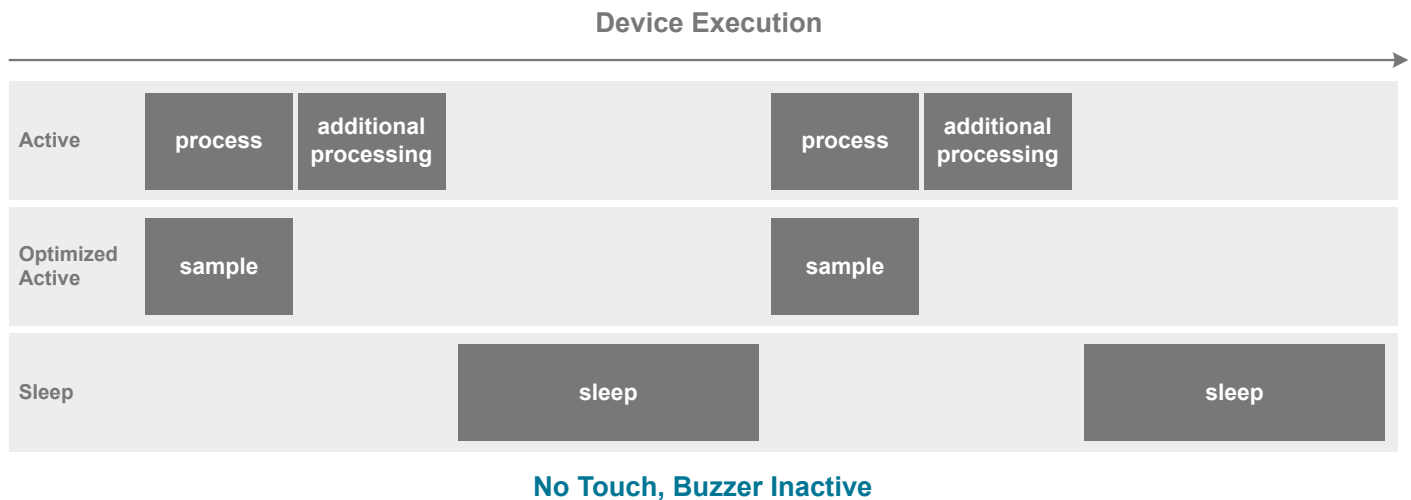 Device Execution
Active
process
additional
processing
process
additional
processing
Optimized
Active
sample
sample
Sleep
sleep
sleep
No Touch, Buzzer Inactive